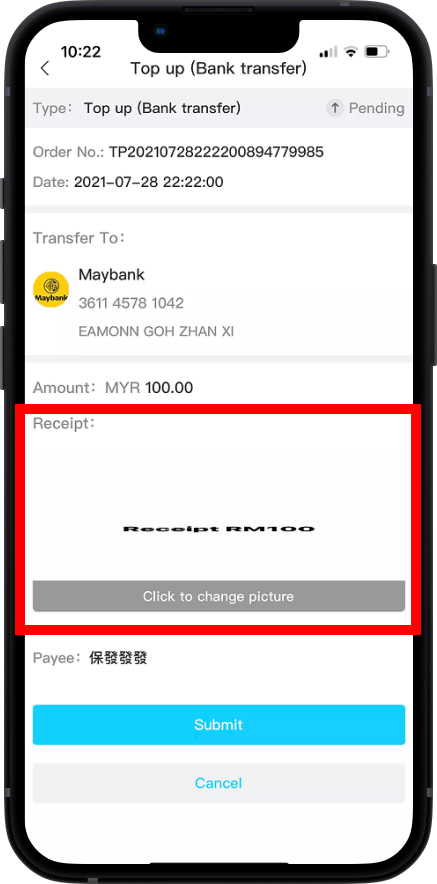 10:22
Top up (Bank transfer)
Type: Top up (Bank transfer) Pending
Order No.: TP20210728222200894779985
Date: 2021-07-28 22:22:00
Transfer To:
Maybank
Maybank
3611 4578 1042
EAMONN GOH ZHAN XI
Amount: MYR 100.00
Receipt:
Receipt RM100
Click to change picture
Payee: 保發發發
Submit
Cancel